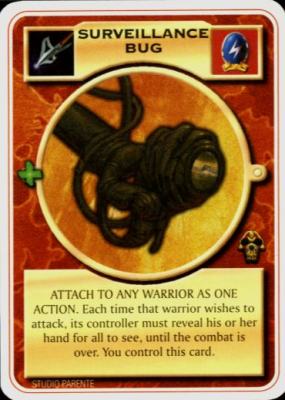 SURVEILLANCE
BUG
ATTACH TO ANY WARRIOR AS ONE
ACTION. Each time that warrior wishes to
attack, its controller must reveal his or her
hand for all to see, until the combat is
over. You control this card.
STUDIO PARENTE